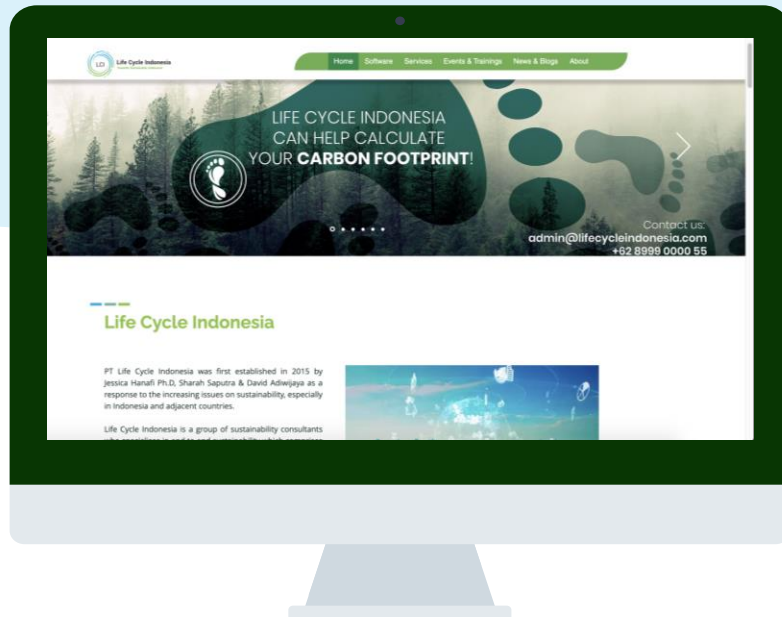 LCI
Life Cycle Indonesia
Home Software Services Events & Trainings News & Blogs About
LIFE CYCLE INDONESIA
CAN HELP CALCULATE
YOUR CARBON FOOTPRINT!
Contact us:
admin@lifecycleindonesia.com
+62 8999 0000 55
Life Cycle Indonesia
PT Life Cycle Indonesia was first established in 2015 by
Jessica Hanafi Ph.D, Sharah Saputra & David Adiwijaya as a
response to the increasing issues on sustainability, especially
in Indonesia and adjacent countries.
Life Cycle Indonesia is a group of sustainability consultants